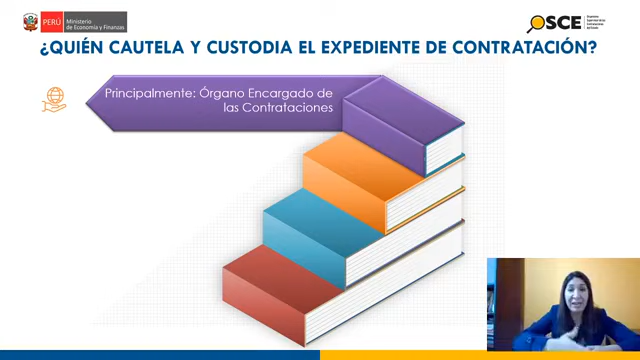 PERÚ
Ministerio
de Economía y Finanzas
OSCE
¿QUIÉN CAUTELA Y CUSTODIA EL EXPEDIENTE DE CONTRATACIÓN?
Principalmente: Órgano Encargado de
las Contrataciones